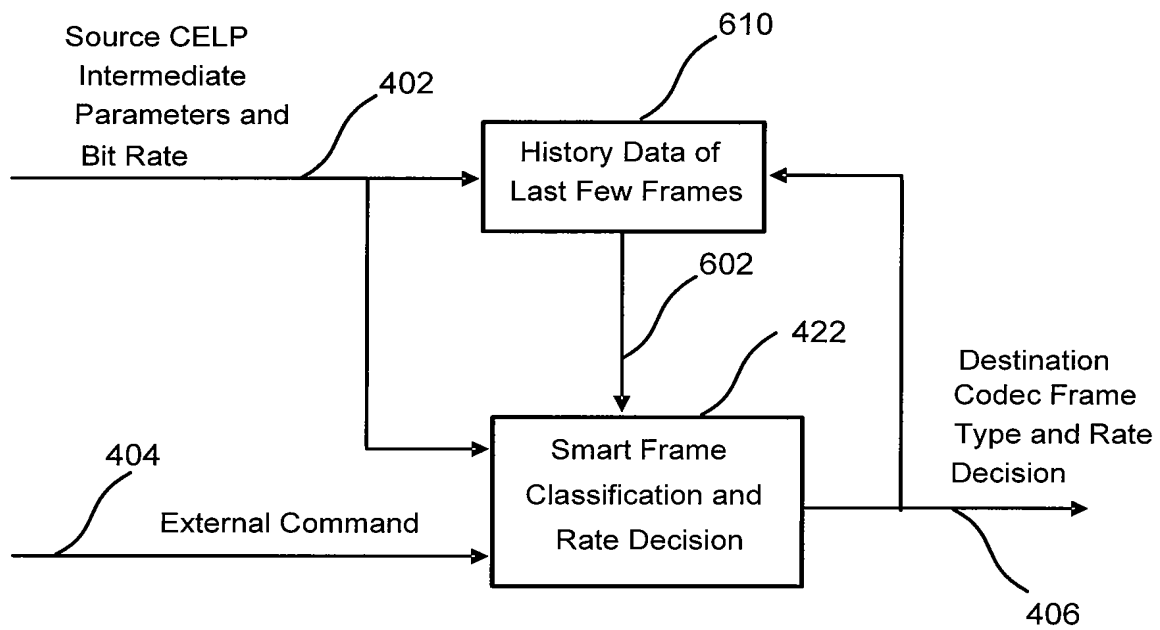 610
Source CELP
Intermediate
Parameters and
Bit Rate
402
History Data of
Last Few Frames
602
422
Destination
Codec Frame
Type and Rate
Decision
404
External Command
Smart Frame
Classification and
Rate Decision
406